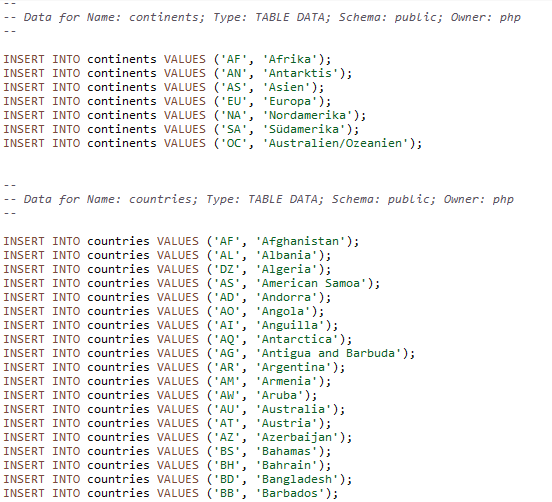 --
-- Data for Name: continents; Type: TABLE DATA; Schema: public; Owner: php
--
INSERT INTO continents VALUES ('AF', 'Afrika');
INSERT INTO continents VALUES ('AN', 'Antarktis');
INSERT INTO continents VALUES ('AS', 'Asien');
INSERT INTO continents VALUES ('EU', 'Europa');
INSERT INTO continents VALUES ('NA', 'Nordamerika');
INSERT INTO continents VALUES ('SA', 'Südamerika');
INSERT INTO continents VALUES ('OC', 'Australien/Ozeanien');
--
-- Data for Name: countries; Type: TABLE DATA; Schema: public; Owner: php
--
INSERT INTO countries VALUES ('AF', 'Afghanistan');
INSERT INTO countries VALUES ('AL', 'Albania');
INSERT INTO countries VALUES ('DZ', 'Algeria');
INSERT INTO countries VALUES ('AS', 'American Samoa');
INSERT INTO countries VALUES ('AD', 'Andorra');
INSERT INTO countries VALUES ('AO', 'Angola');
INSERT INTO countries VALUES ('AI', 'Anguilla');
INSERT INTO countries VALUES ('AQ', 'Antarctica');
INSERT INTO countries VALUES ('AG', 'Antigua and Barbuda');
INSERT INTO countries VALUES ('AR', 'Argentina');
INSERT INTO countries VALUES ('AM', 'Armenia');
INSERT INTO countries VALUES ('AW', 'Aruba');
INSERT INTO countries VALUES ('AU', 'Australia');
INSERT INTO countries VALUES ('AT', 'Austria');
INSERT INTO countries VALUES ('AZ', 'Azerbaijan');
INSERT INTO countries VALUES ('BS', 'Bahamas');
INSERT INTO countries VALUES ('BH', 'Bahrain');
INSERT INTO countries VALUES ('BD', 'Bangladesh');
INSERT INTO countries VALUES ('BB', 'Barbados');